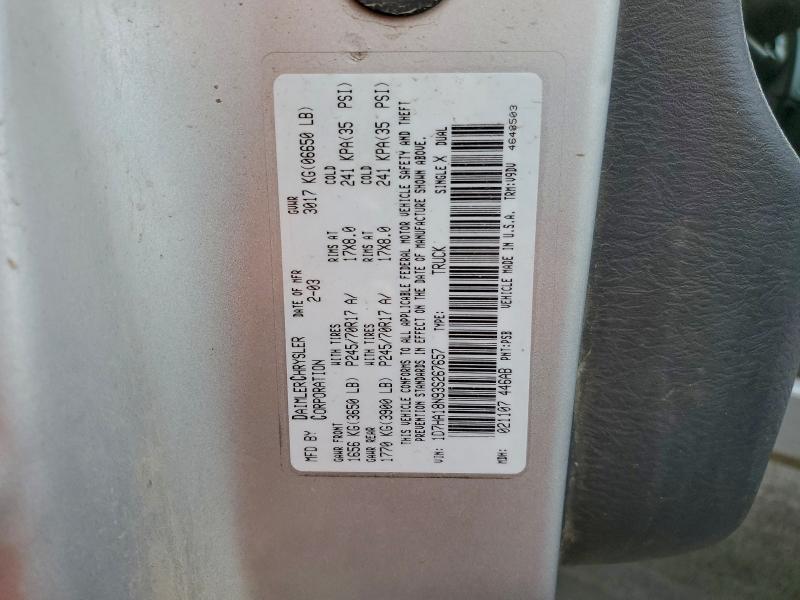 MFD BY DAIMLERCHRYSLER CORPORATION DATE OF MFR 2-03 GVWR 3017 KG(06650 LB)
GAWR FRONT WITH TIRES RIMS AT COLD
1656 KG(3650 LB) P245/70R17 A/ 17X8.0 241 KPA(35 PSI)
GAWR REAR WITH TIRES RIMS AT COLD
1770 KG(3900 LB) P245/70R17 A/ 17X8.0 241 KPA(35 PSI)
THIS VEHICLE CONFORMS TO ALL APPLICABLE FEDERAL MOTOR VEHICLE SAFETY AND THEFT
PREVENTION STANDARDS IN EFFECT ON THE DATE OF MANUFACTURE SHOWN ABOVE.
VIN: 1D7HA18N93S267657 TYPE: TRUCK SINGLE X DUAL
MDH: 021107 446AB PNT:PSB VEHICLE MADE IN U.S.A. TRM:V9DV 4648503